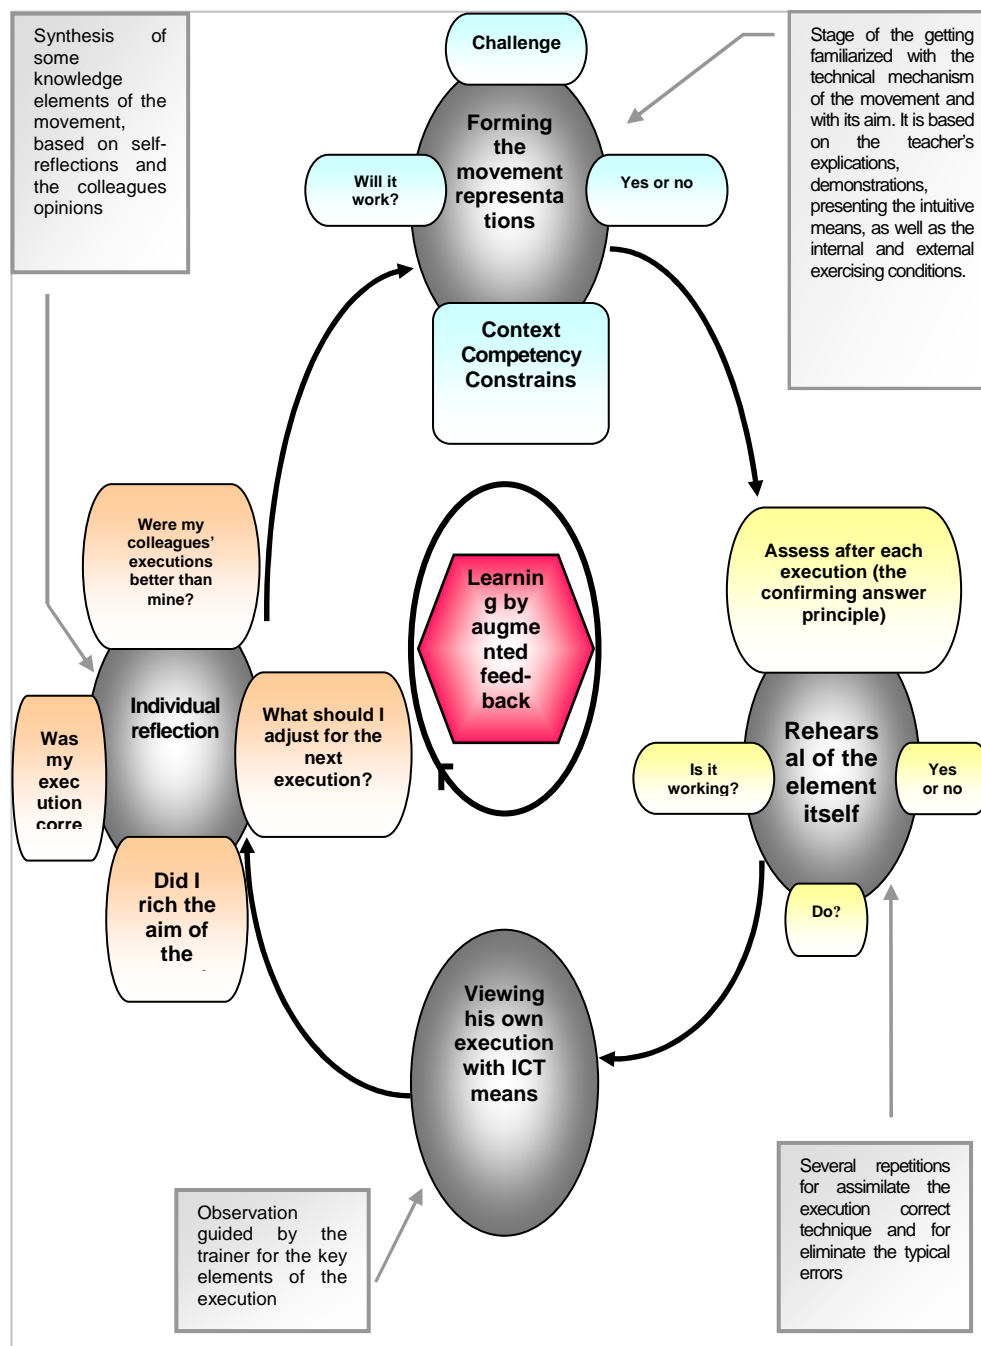 Synthesis of
some
knowledge
elements of the
movement,
based on self-
reflections and
the colleagues
opinions
Challenge
Forming
the
movement
representa
tions
Will it
work?
Yes or no
Context
Competency
Constrains
Stage of the getting
familiarized with the
technical mechanism
of the movement and
with its aim. It is based
on the teacher's
explications,
demonstrations,
presenting the intuitive
means, as well as the
internal and external
exercising conditions.
Were my
colleagues'
executions
better than
mine?
Individual
reflection
Was
my
exec
ution
corre
What should I
adjust for the
next
execution?
Did I
rich the
aim of
the
Learnin
g by
augme
nted
feed-
back
Assess after each
execution (the
confirming answer
principle)
Rehears
al of the
element
itself
Is it
working?
Yes
or no
Do?
Viewing
his own
execution
with ICT
means
Observation
guided by the
trainer for the key
elements of the
execution
Several repetitions
for assimilate the
execution correct
technique and for
eliminate the typical
errors